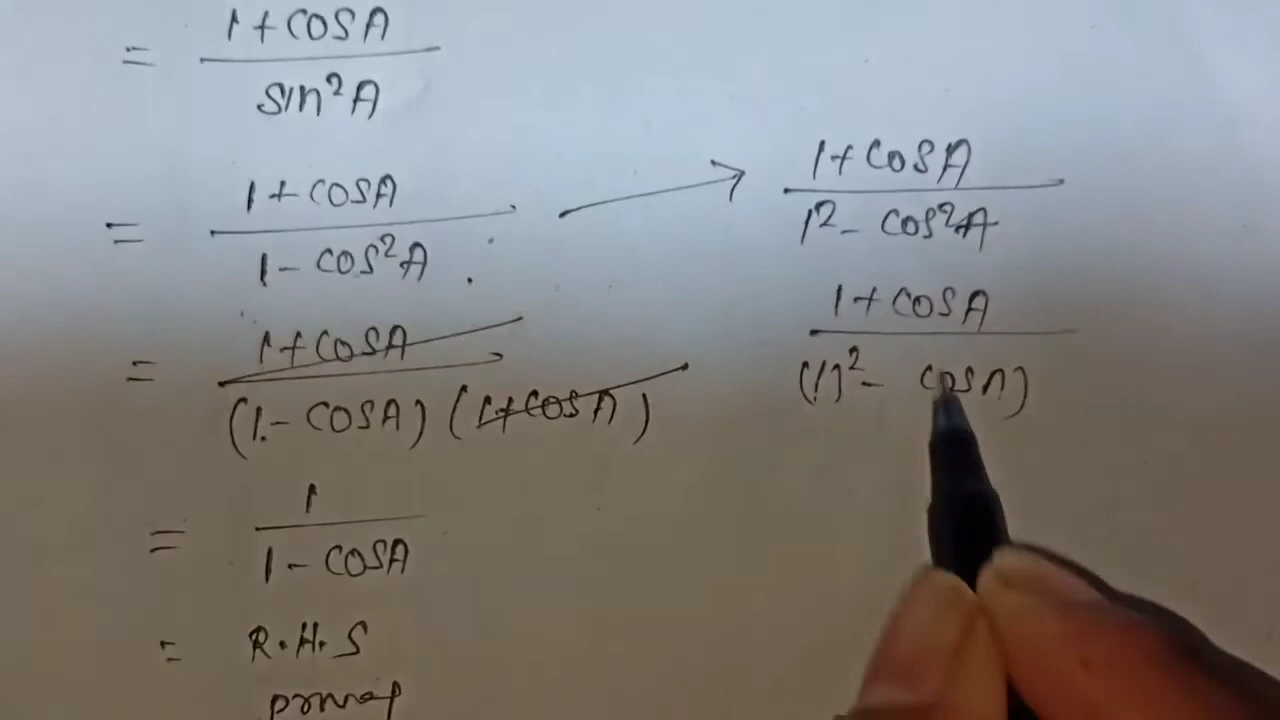 = 1+COSA
sin²A
= 1+COSA
1-COS²A
= 1+COSA
(1-COSA) (1+COSA)
= 1
1-COSA
= R.H.S
1+COSA
1²-COS²A
1+COSA
(1)²- COSA)